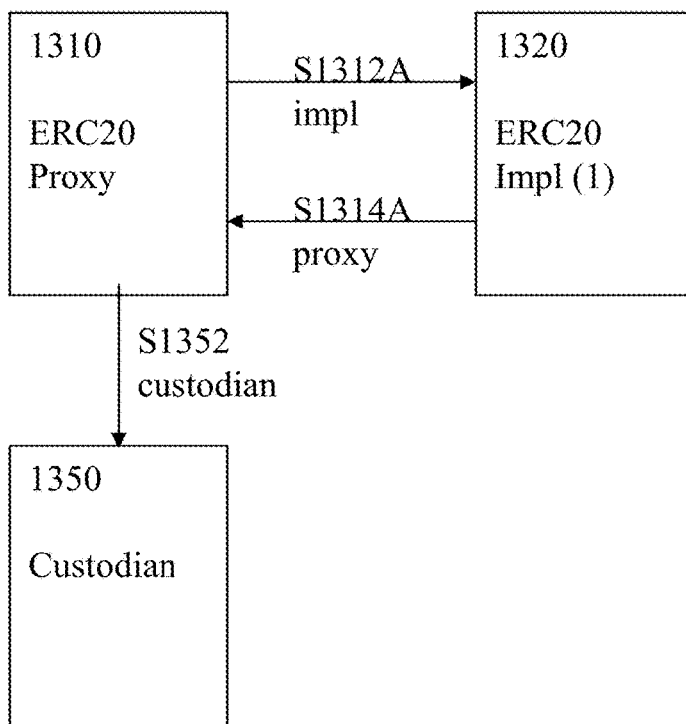 1310
ERC20
Proxy
S1312A
impl
1320
ERC20
Impl (1)
S1314A
proxy
S1352
custodian
1350
Custodian